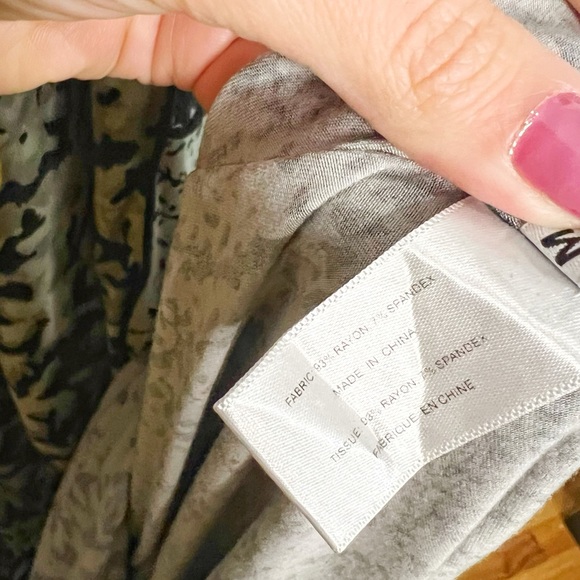 FABRIC: 93% RAYON, 7% SPANDEX
MADE IN CHINA
TISSUE: 93% RAYON, 7% SPANDEX
FABRIQUE EN CHINE
M